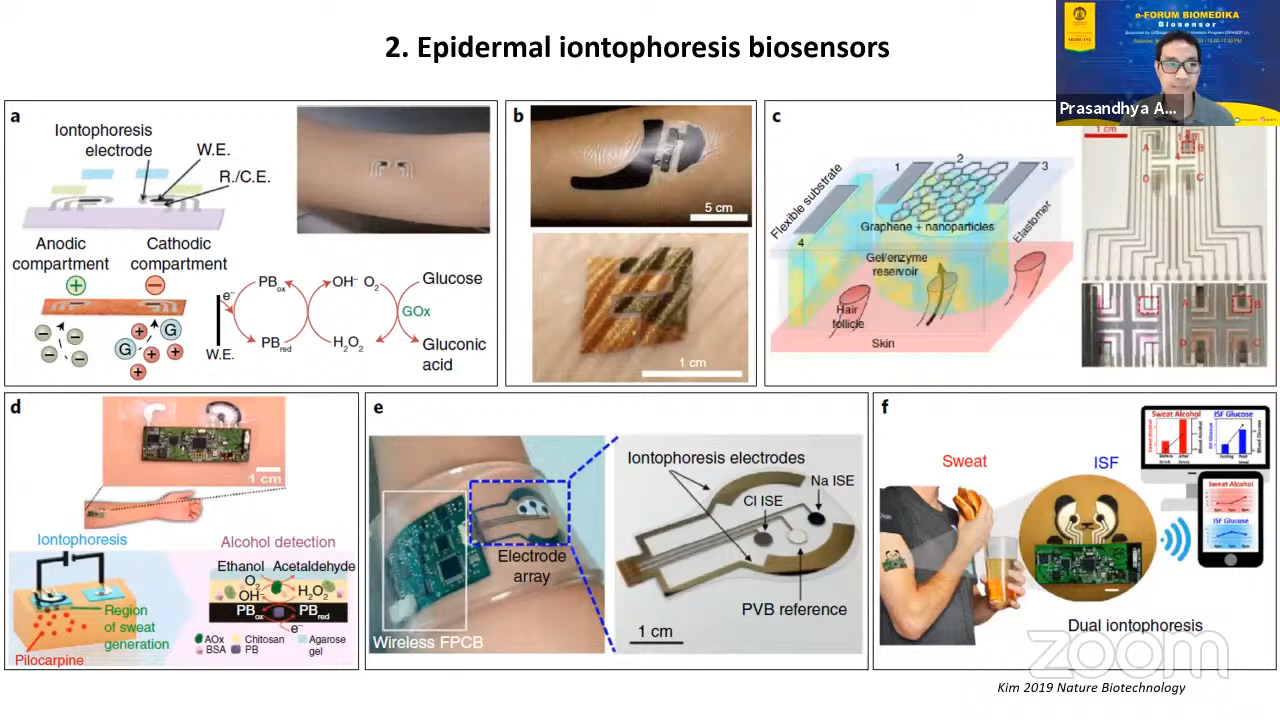 2. Epidermal iontophoresis biosensors
e-FORUM BIOMEDIKA
Biosensor
Prasandhya A...
a
Iontophoresis
electrode
W.E.
R./C.E.
Anodic
compartment
Cathodic
compartment
+
−
G
G
e⁻
W.E.
PBox
PBred
OH⁻ O2
H2O2
Glucose
GOx
Gluconic
acid
b
5 cm
1 cm
c
Flexible substrate
1
2
3
4
Graphene + nanoparticles
Elastomer
Gel/enzyme
reservoir
Hair
follicle
Skin
1 cm
A
B
D
C
A
B
D
C
d
1 cm
Iontophoresis
Region
of sweat
generation
Pilocarpine
Alcohol detection
Ethanol Acetaldehyde
O2
OH⁻
H2O2
PBox
PBred
e⁻
AOx
Chitosan
Agarose
gel
BSA
PB
e
Wireless FPCB
Electrode
array
Iontophoresis electrodes
Na ISE
Cl ISE
PVB reference
1 cm
f
Sweat
ISF
Sweat Alcohol
ISF Glucose
Sweat Alcohol
ISF Glucose
Dual iontophoresis
zoom
Kim 2019 Nature Biotechnology